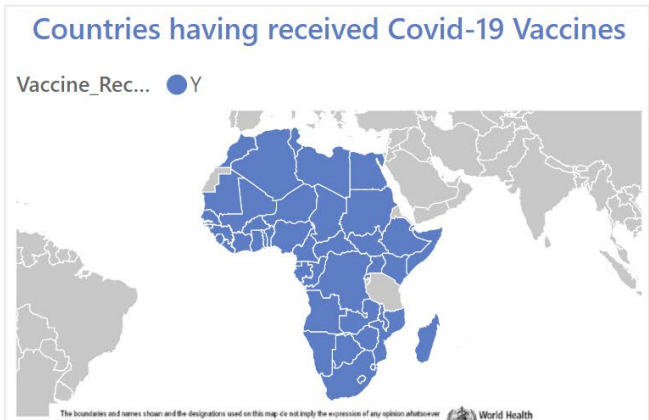 Countries having received Covid-19 Vaccines
Vaccine_Rec... Y
The boundaries and names shown and the designations used on this map do not imply the expression of any opinion whatsoever
World Health